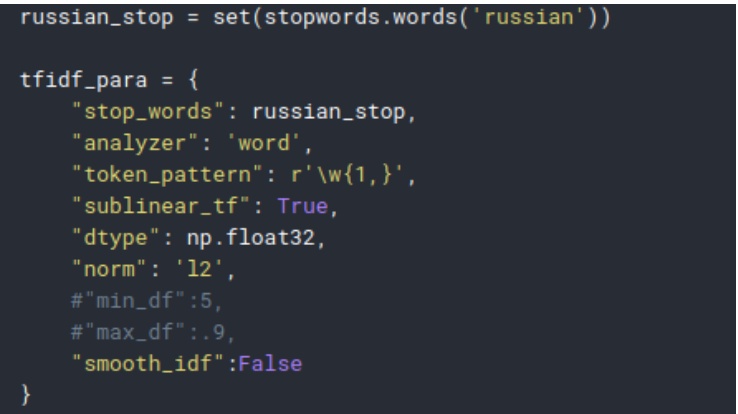 russian_stop = set(stopwords.words('russian'))
tfidf_para = {
    "stop_words": russian_stop,
    "analyzer": 'word',
    "token_pattern": r'\w{1,}',
    "sublinear_tf": True,
    "dtype": np.float32,
    "norm": 'l2',
    #"min_df":5,
    #"max_df":.9,
    "smooth_idf":False
}